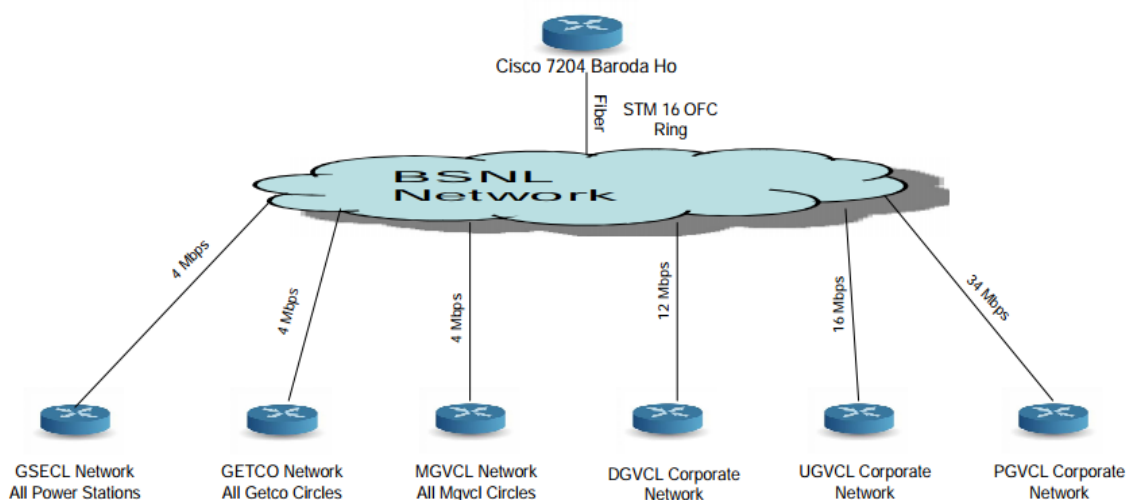 Cisco 7204 Baroda Ho
Fiber
STM 16 OFC
Ring
BSNL
Network
4 Mbps
4 Mbps
4 Mbps
12 Mbps
16 Mbps
34 Mbps
GSECL Network
All Power Stations
GETCO Network
All Getco Circles
MGVCL Network
All Mgvcl Circles
DGVCL Corporate
Network
UGVCL Corporate
Network
PGVCL Corporate
Network